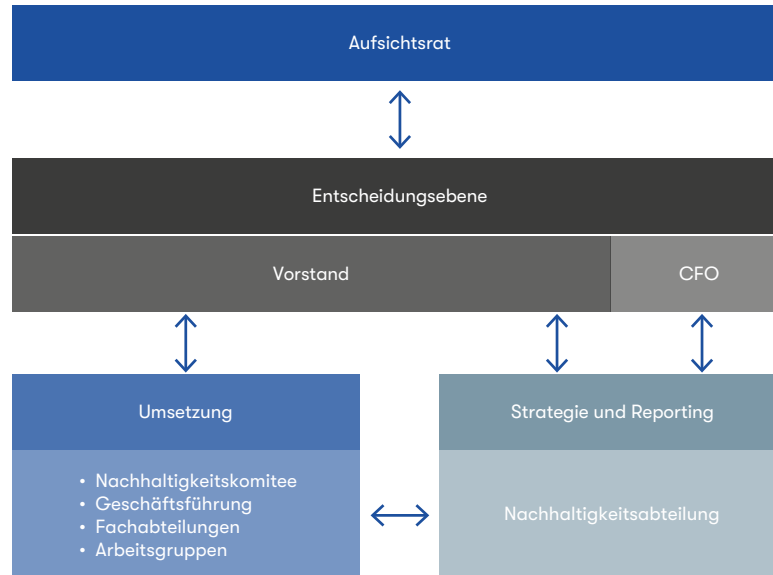 Aufsichtsrat
Entscheidungsebene
Vorstand
CFO
Umsetzung
• Nachhaltigkeitskomitee
• Geschäftsführung
• Fachabteilungen
• Arbeitsgruppen
Strategie und Reporting
Nachhaltigkeitsabteilung